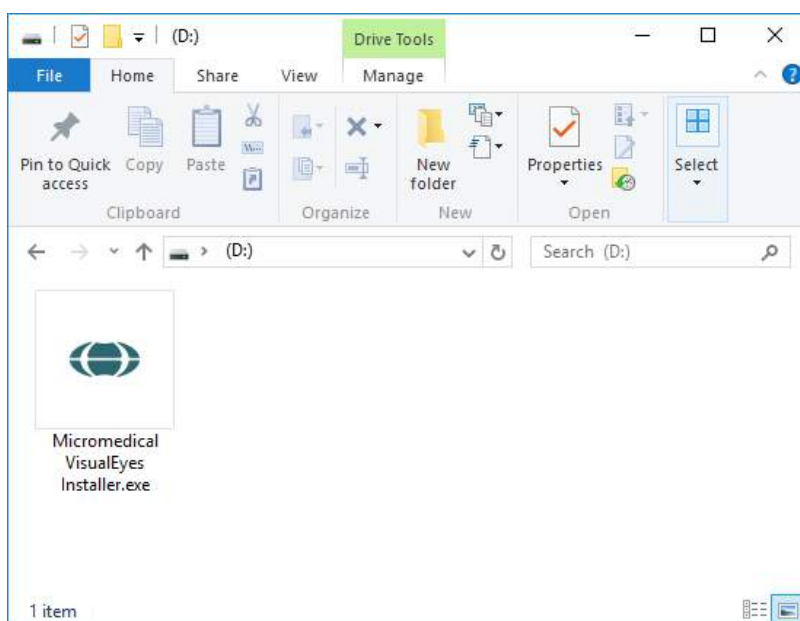 (D:)
Drive Tools
File
Home
Share
View
Manage
Pin to Quick
access
Copy
Paste
Clipboard
Organize
New
folder
New
Properties
Open
Select
(D:)
Search (D:)
Micromedical
VisualEyes
Installer.exe
1 item